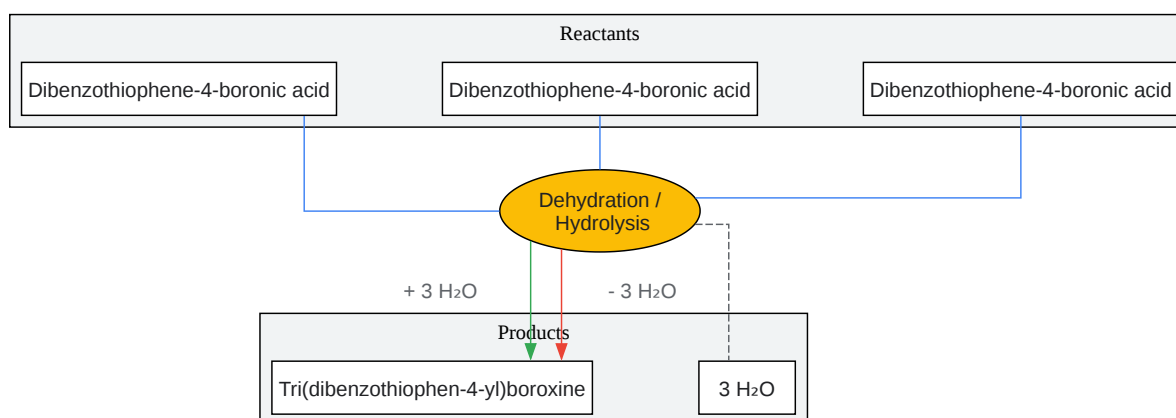 Reactants
Dibenzothiophene-4-boronic acid
Dibenzothiophene-4-boronic acid
Dibenzothiophene-4-boronic acid
Dehydration /
Hydrolysis
+ 3 H₂O
- 3 H₂O
Products
Tri(dibenzothiophen-4-yl)boroxine
3 H₂O